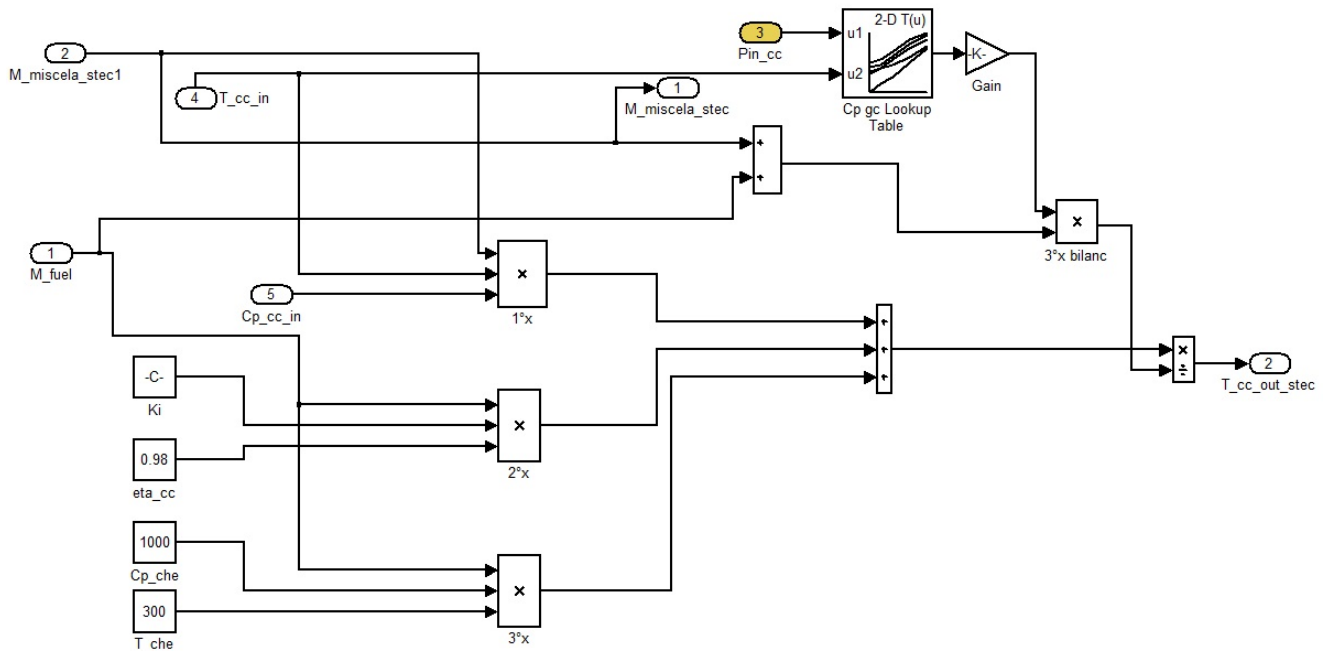 2
M_miscela_stec1
4
T_cc_in
3
Pin_cc
2-D T(u)
u1
u2
Cp gc Lookup
Table
-K-
Gain
1
M_miscela_stec
+
+
×
3°x bilanc
1
M_fuel
5
Cp_cc_in
×
1°x
+
+
+
×
÷
2
T_cc_out_stec
-C-
Ki
0.98
eta_cc
×
2°x
1000
Cp_che
300
T_che
×
3°x